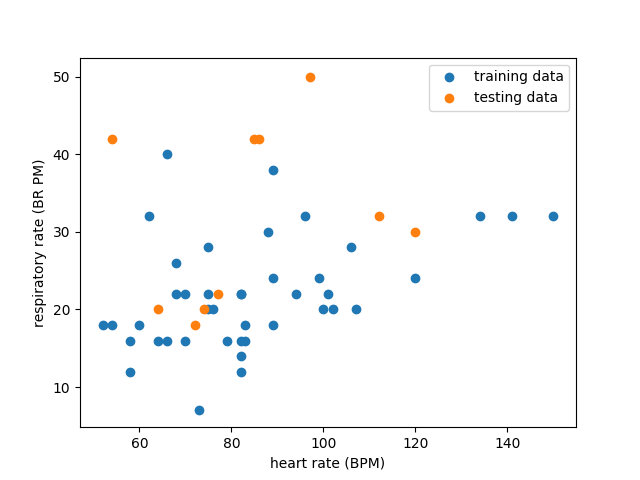 training data
testing data
50
40
30
20
10
respiratory rate (BR PM)
60 80 100 120 140
heart rate (BPM)